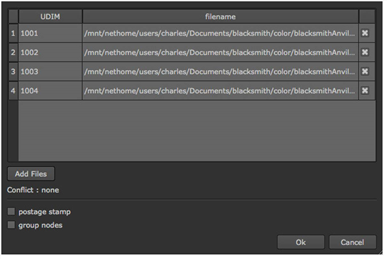 UDIM filename
1 1001 /mnt/nethome/users/charles/Documents/blacksmith/color/blacksmithAnvil...
2 1002 /mnt/nethome/users/charles/Documents/blacksmith/color/blacksmithAnvil...
3 1003 /mnt/nethome/users/charles/Documents/blacksmith/color/blacksmithAnvil...
4 1004 /mnt/nethome/users/charles/Documents/blacksmith/color/blacksmithAnvil...
Add Files
Conflict : none
postage stamp
group nodes
Ok Cancel